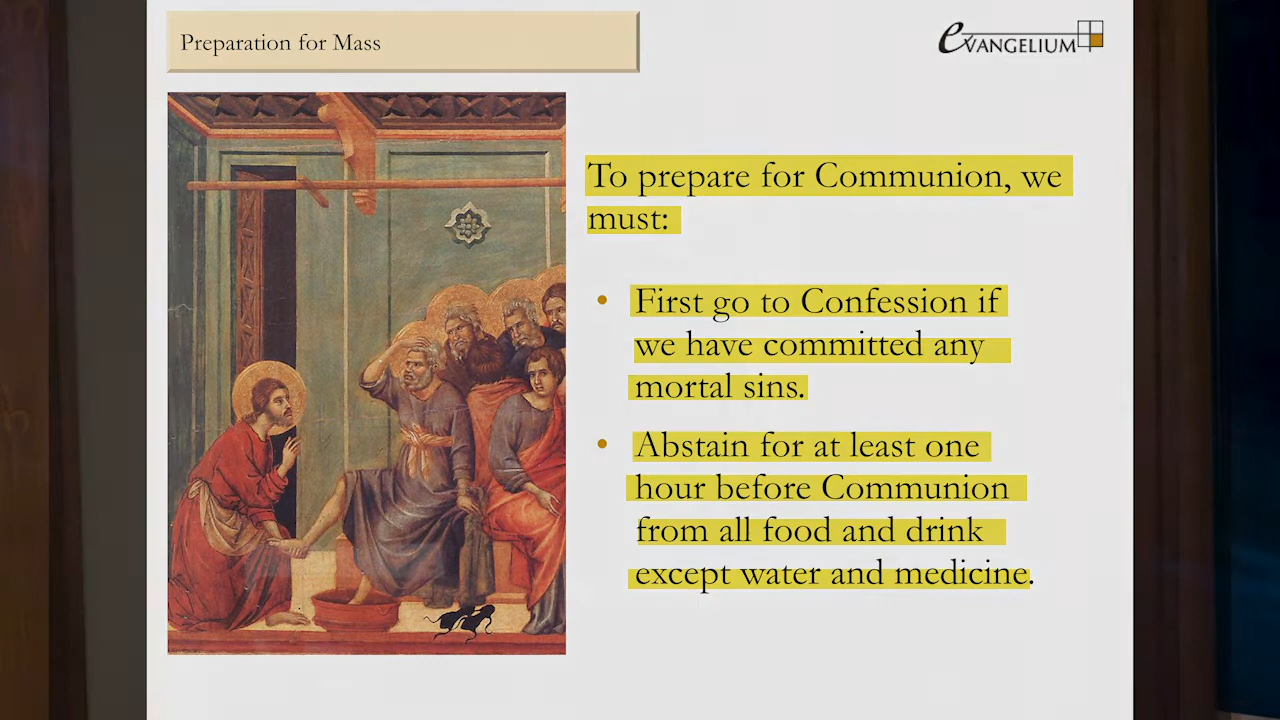 Preparation for Mass
EVANGELIUM
To prepare for Communion, we
must:
• First go to Confession if
we have committed any
mortal sins.
• Abstain for at least one
hour before Communion
from all food and drink
except water and medicine.